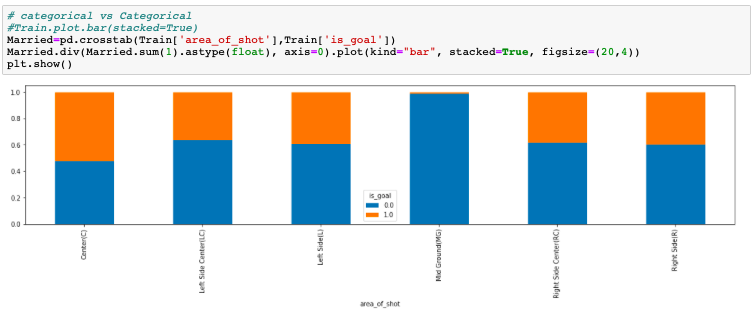 # categorical vs Categorical
#Train.plot.bar(stacked=True)
Married=pd.crosstab(Train['area_of_shot'],Train['is_goal'])
Married.div(Married.sum(1).astype(float), axis=0).plot(kind="bar", stacked=True, figsize=(20,4))
plt.show()
1.0
0.8
0.6
0.4
0.2
0.0
is_goal
0.0
1.0
Center(C)
Left Side Center(LC)
Left Side(L)
Mid Ground(MG)
Right Side Center(RC)
Right Side(R)
area_of_shot